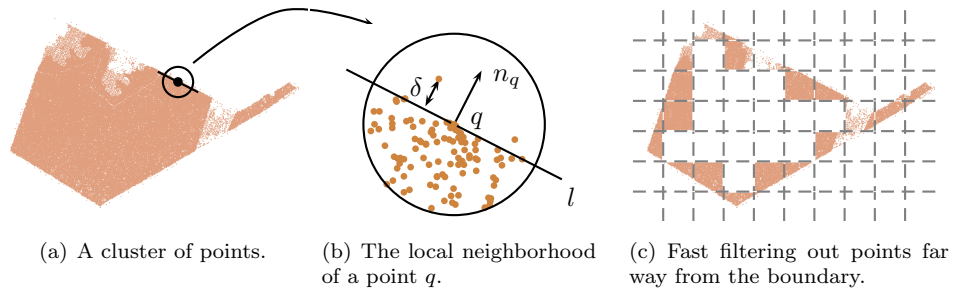 δ
n_q
q
l
(a) A cluster of points.
(b) The local neighborhood
of a point q.
(c) Fast filtering out points far
way from the boundary.